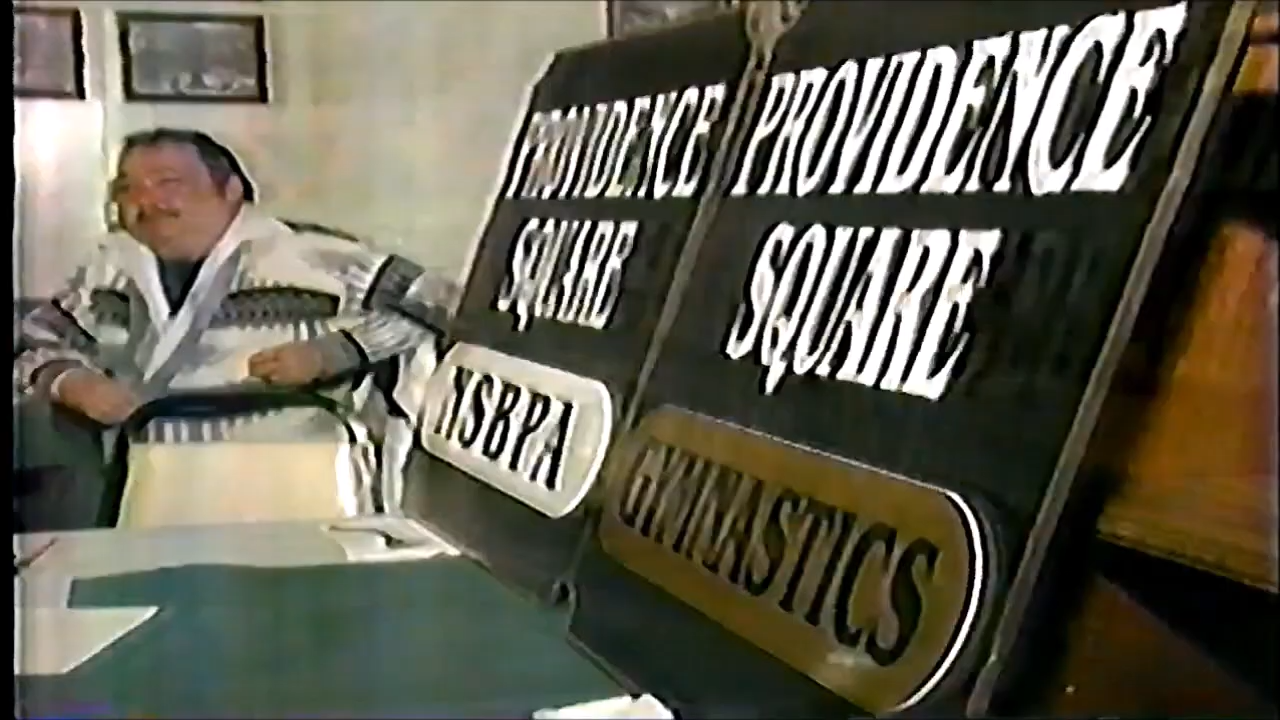 PROVIDENCE
SQUARE
NSBPA
PROVIDENCE
SQUARE
GYMNASTICS